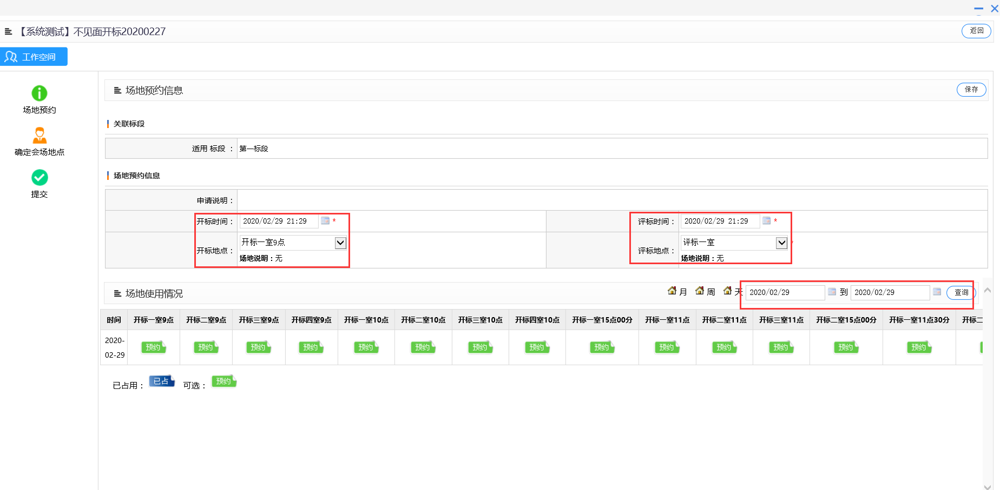 【系统测试】不见面开标20200227
返回
工作空间
场地预约
确定会场地点
提交
场地预约信息
保存
关联标段
适用 标段 ： 第一标段
场地预约信息
申请说明：
开标时间： 2020/02/29 21:29 *
评标时间： 2020/02/29 21:29 *
开标地点： 开标一室9点
场地说明：无
评标地点： 评标一室 *
场地说明：无
场地使用情况
月 周 天 2020/02/29 到 2020/02/29 查询
时间 开标一室9点 开标二室9点 开标三室9点 开标四室9点 开标一室10点 开标二室10点 开标三室10点 开标四室10点 开标一室15点00分 开标一室11点 开标二室11点 开标三室11点 开标二室15点00分 开标一室11点30分 开标二
2020-
02-29
预约 预约 预约 预约 预约 预约 预约 预约 预约 预约 预约 预约 预约 预约
已占用： 已占 可选： 预约